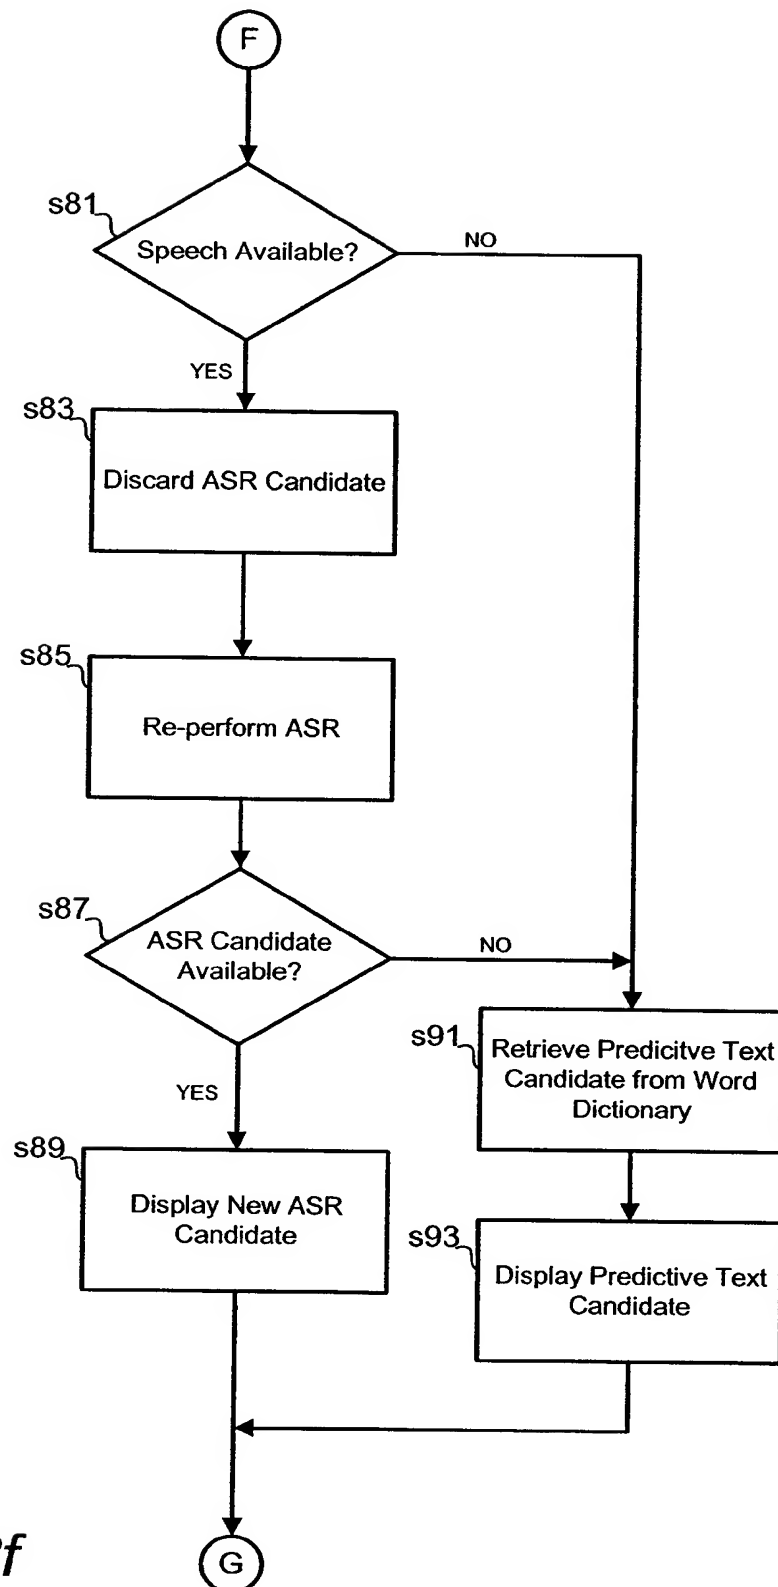 F
s81
Speech Available?
NO
YES
s83
Discard ASR Candidate
s85
Re-perform ASR
s87
ASR Candidate
Available?
NO
YES
s91
Retrieve Predicitve Text
Candidate from Word
Dictionary
s89
Display New ASR
Candidate
s93
Display Predictive Text
Candidate
G